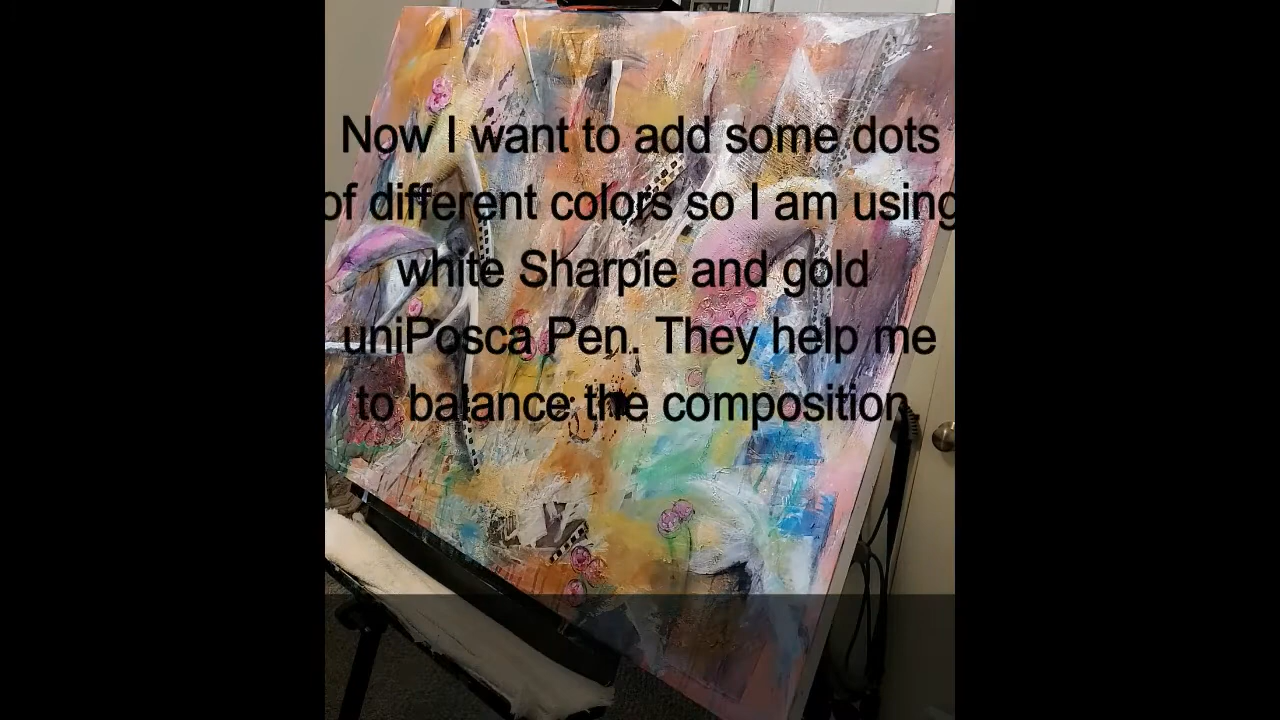 Now I want to add some dots
of different colors so I am using
white Sharpie and gold
uniPosca Pen. They help me
to balance the composition